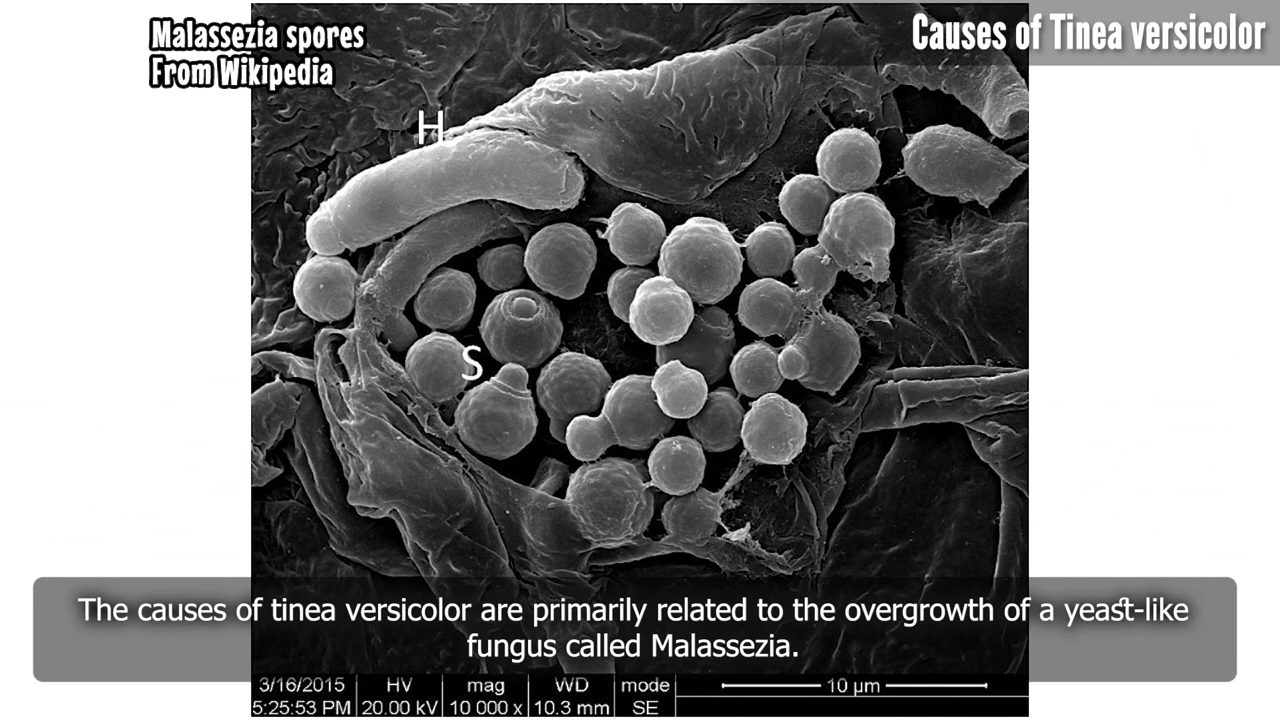 Malassezia spores
From Wikipedia
Causes of Tinea versicolor
H
S
The causes of tinea versicolor are primarily related to the overgrowth of a yeast-like
fungus called Malassezia.
3/16/2015 HV mag WD mode 10 µm
5:25:53 PM 20.00 kV 10 000 x 10.3 mm SE